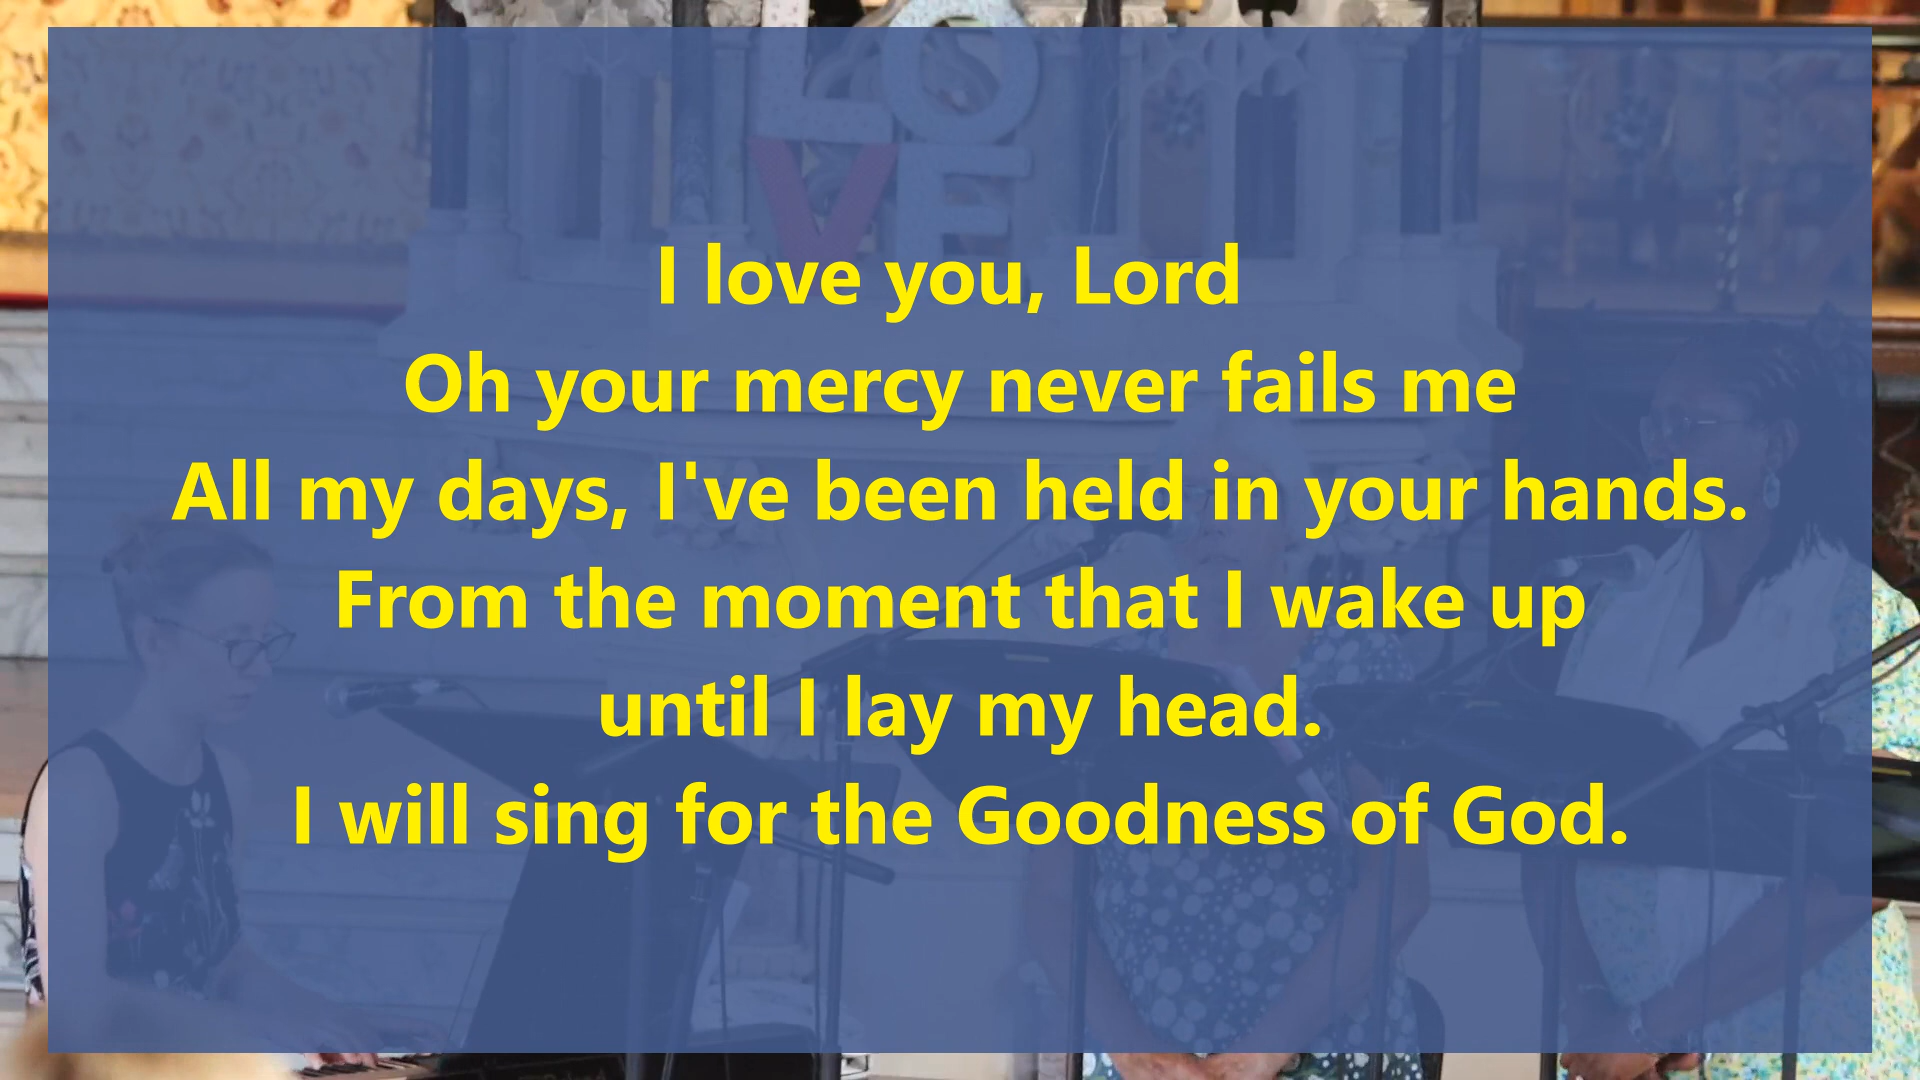 LOVE
I love you, Lord
Oh your mercy never fails me
All my days, I've been held in your hands.
From the moment that I wake up
until I lay my head.
I will sing for the Goodness of God.